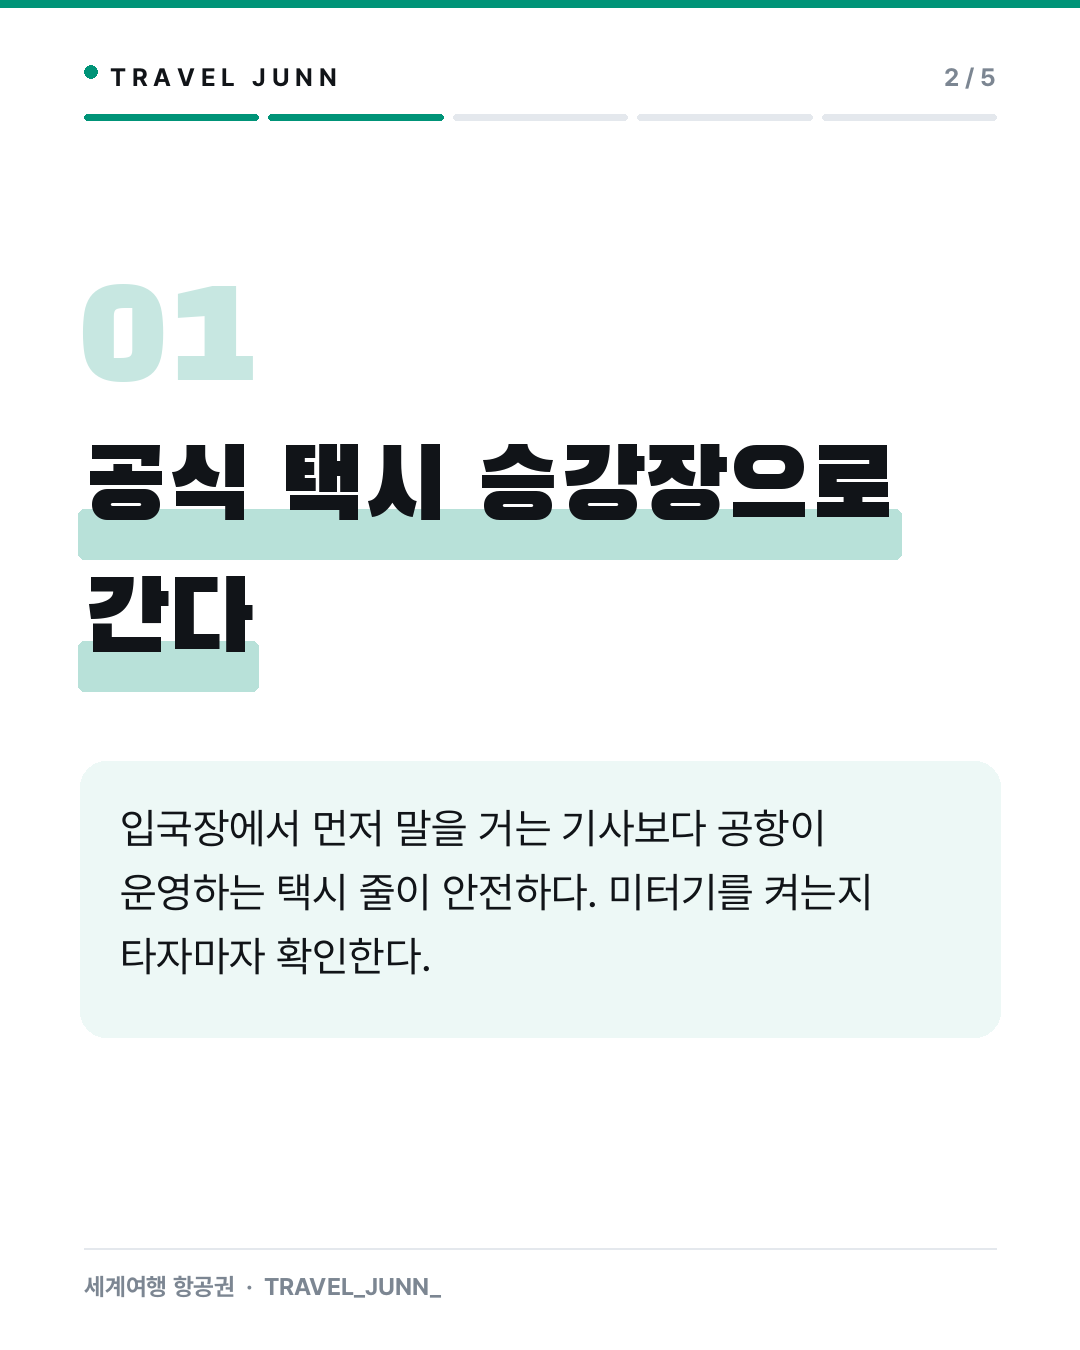 TRAVEL JUNN
2 / 5
01
공식 택시 승강장으로
간다
입국장에서 먼저 말을 거는 기사보다 공항이
운영하는 택시 줄이 안전하다. 미터기를 켜는지
타자마자 확인한다.
세계여행 항공권 · TRAVEL_JUNN_